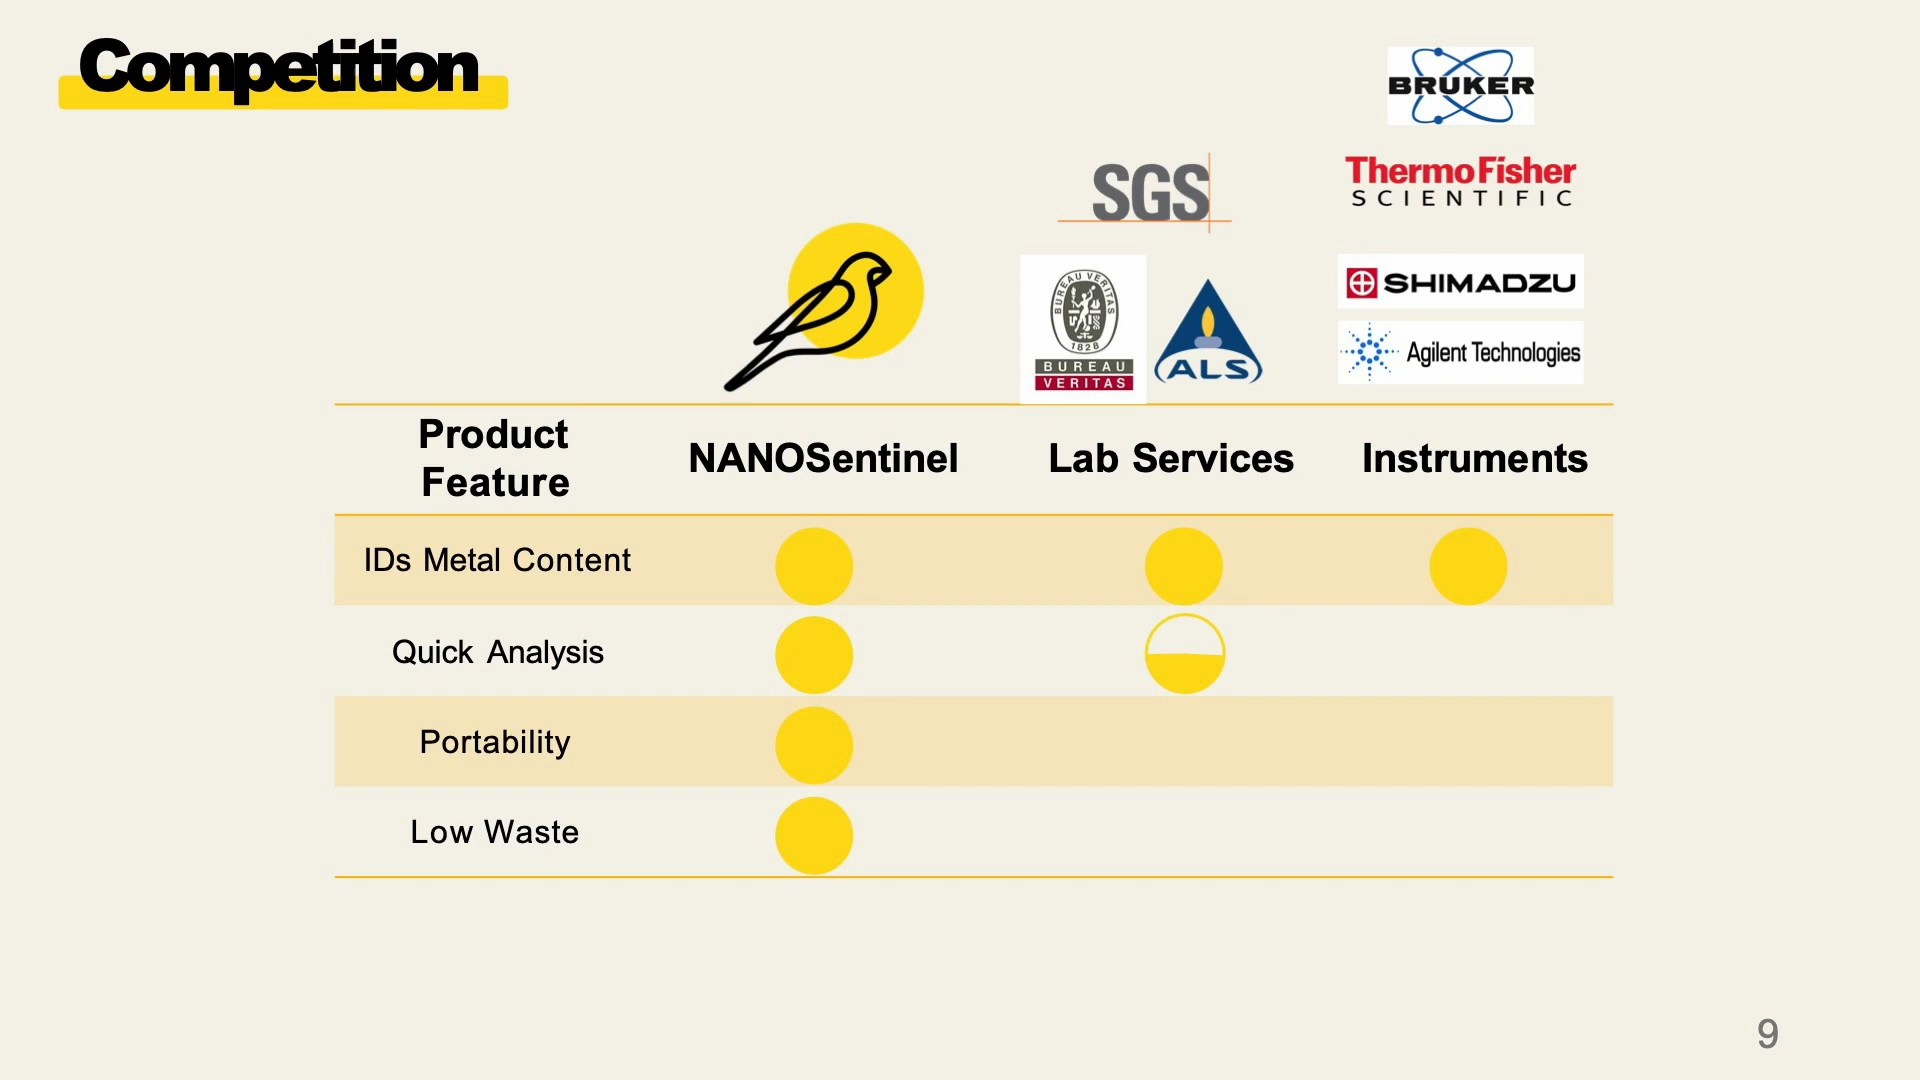 Competition
BRUKER
ThermoFisher
SCIENTIFIC
SGS
SHIMADZU
BUREAU VERITAS
1828
BUREAU
VERITAS
ALS
Agilent Technologies
Product
Feature
NANOSentinel
Lab Services
Instruments
IDs Metal Content
Quick Analysis
Portability
Low Waste
9